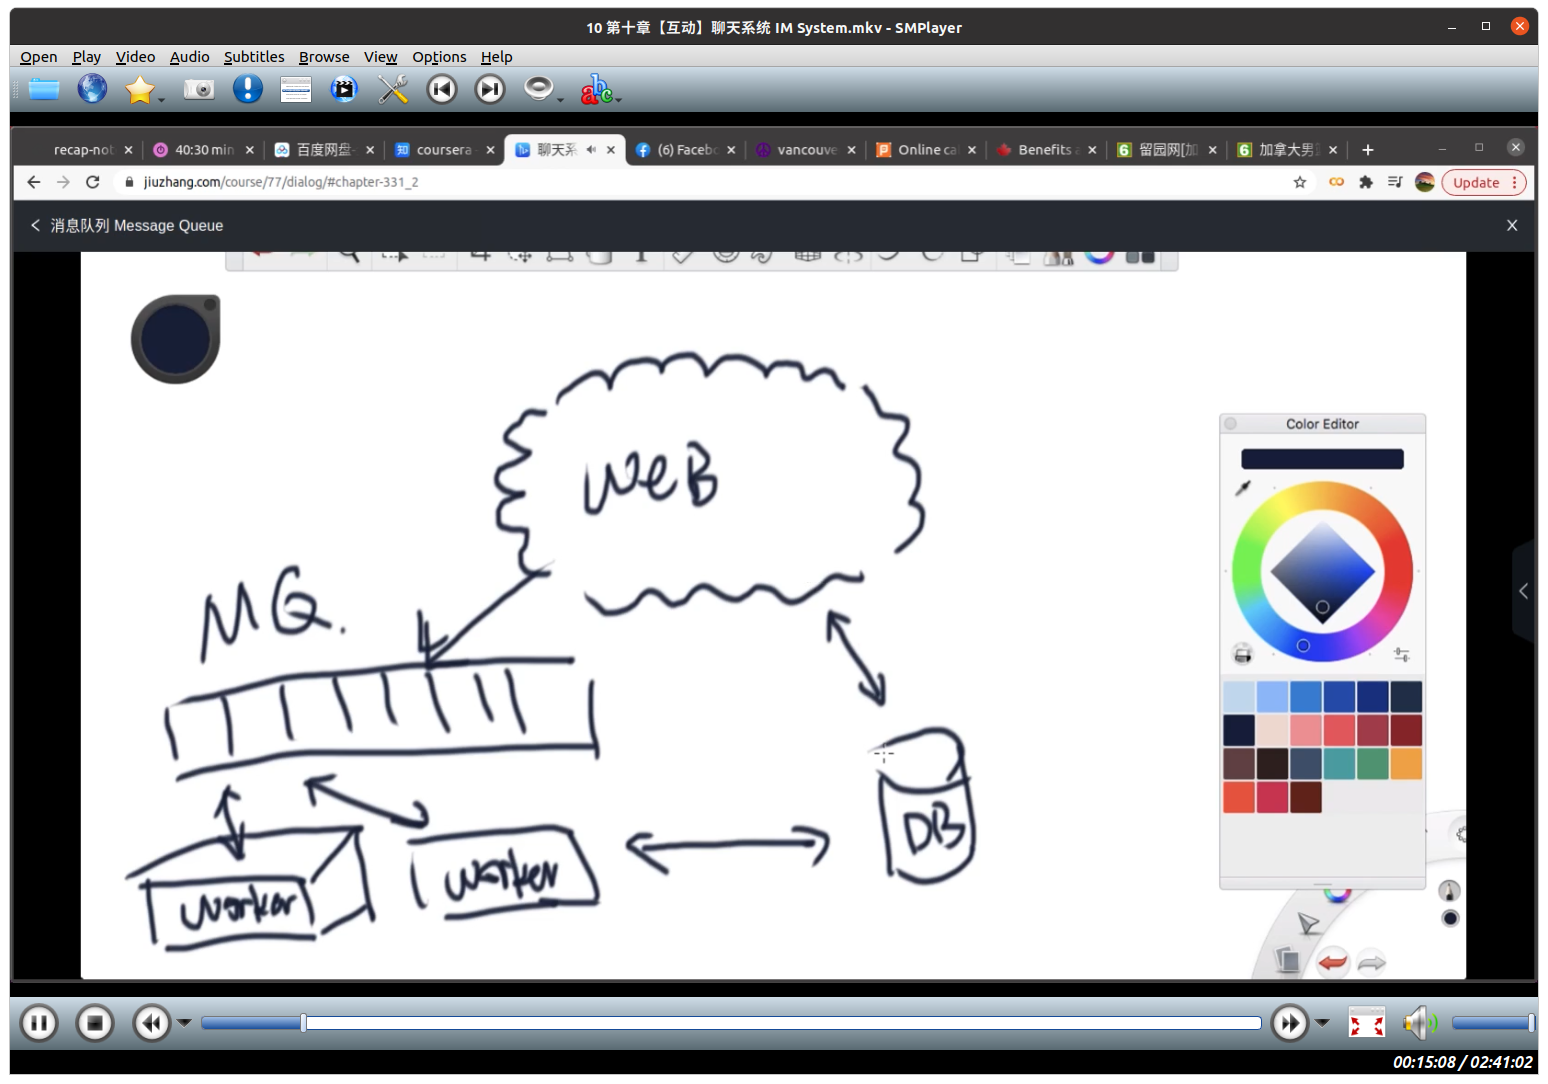 10 第十章【互动】聊天系统 IM System.mkv - SMPlayer
Open Play Video Audio Subtitles Browse View Options Help
abc
recap-not 40:30 min 百度网盘- coursera - 聊天系 (6) Facebo vancouve Online cal Benefits a 留园网[加 加拿大男
jiuzhang.com/course/77/dialog/#chapter-331_2 Update
消息队列 Message Queue
Color Editor
WeB
MQ.
DB
worker
worker
00:15:08 / 02:41:02